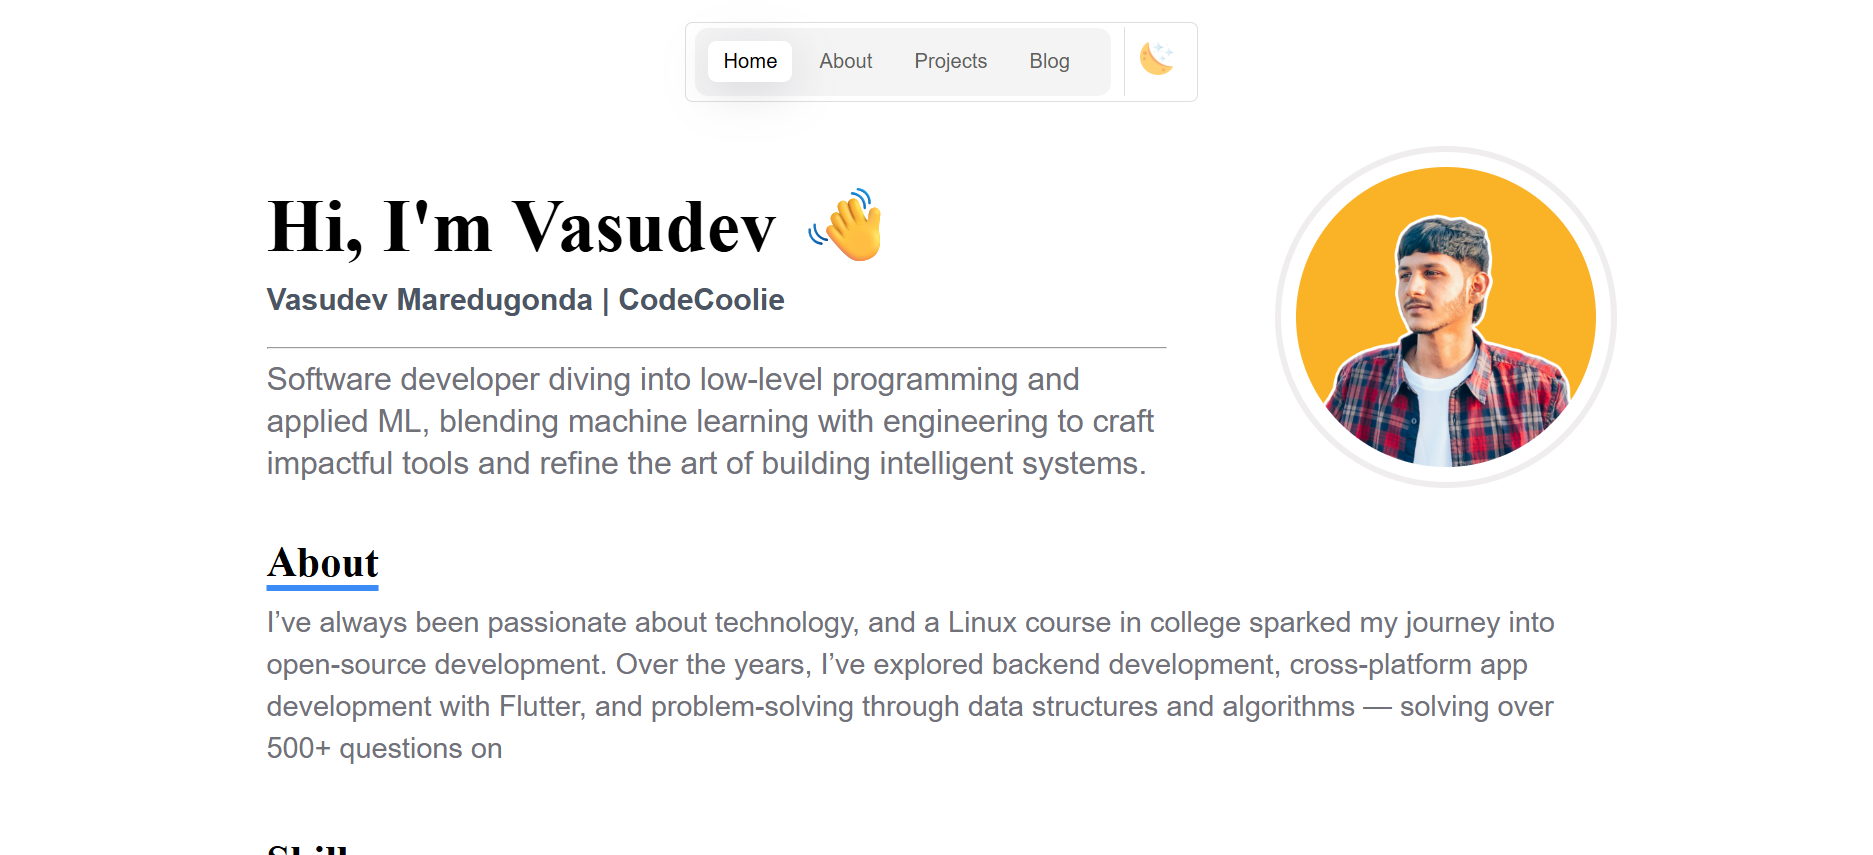 Home About Projects Blog
Hi, I'm Vasudev
Vasudev Maredugonda | CodeCoolie
Software developer diving into low-level programming and
applied ML, blending machine learning with engineering to craft
impactful tools and refine the art of building intelligent systems.
About
I’ve always been passionate about technology, and a Linux course in college sparked my journey into
open-source development. Over the years, I’ve explored backend development, cross-platform app
development with Flutter, and problem-solving through data structures and algorithms — solving over
500+ questions on